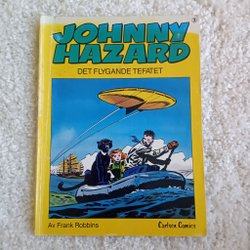 JOHNNY
HAZARD
DET FLYGANDE TEFATET
Av Frank Robbins
Carlsen Comics